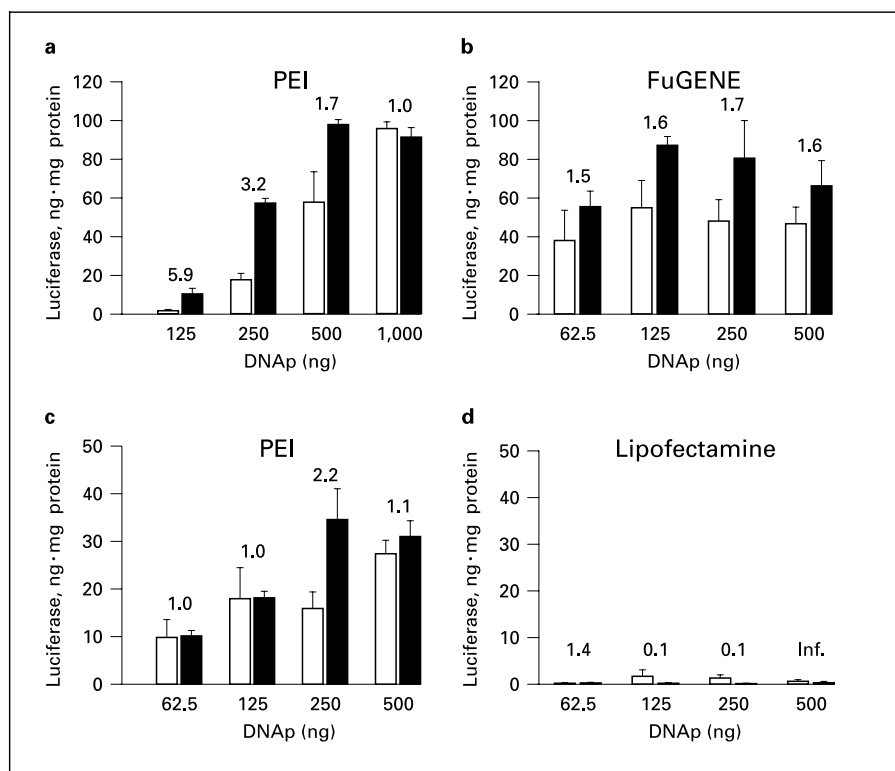 a
PEI
Luciferase, ng·mg protein
120
100
80
60
40
20
0
5.9
3.2
1.7
1.0
125 250 500 1,000
DNAp (ng)
b
FuGENE
Luciferase, ng·mg protein
120
100
80
60
40
20
0
1.5
1.6
1.7
1.6
62.5 125 250 500
DNAp (ng)
c
PEI
Luciferase, ng·mg protein
50
40
30
20
10
0
1.0
1.0
2.2
1.1
62.5 125 250 500
DNAp (ng)
d
Lipofectamine
Luciferase, ng·mg protein
50
40
30
20
10
0
1.4 0.1 0.1 Inf.
62.5 125 250 500
DNAp (ng)